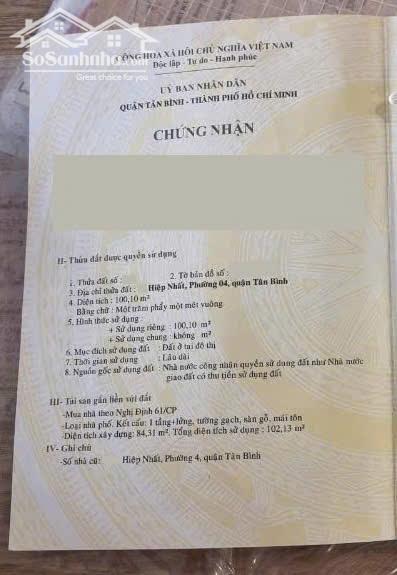 SoSanhnha.com
Great choice for you
CỘNG HÒA XÃ HỘI CHỦ NGHĨA VIỆT NAM
Độc lập - Tự do - Hạnh phúc
UỶ BAN NHÂN DÂN
QUẬN TÂN BÌNH - THÀNH PHỐ HỒ CHÍ MINH
CHỨNG NHẬN
II- Thửa đất được quyền sử dụng
1. Thửa đất số : 2. Tờ bản đồ số :
3. Địa chỉ thửa đất : Hiệp Nhất, Phường 04, quận Tân Bình
4. Diện tích : 100,10 m²
Bằng chữ : Một trăm phẩy một mét vuông
5. Hình thức sử dụng :
+ Sử dụng riêng : 100,10 m²
+ Sử dụng chung : không m²
6. Mục đích sử dụng đất : Đất ở tại đô thị
7. Thời gian sử dụng : Lâu dài
8. Nguồn gốc sử dụng đất : Nhà nước công nhận quyền sử dụng đất như Nhà nước
giao đất có thu tiền sử dụng đất
III- Tài sản gắn liền với đất
-Mua nhà theo Nghị Định 61/CP
-Loại nhà phố. Kết cấu: 1 tầng+lửng, tường gạch, sàn gỗ, mái tôn
-Diện tích xây dựng: 84,31 m². Tổng diện tích sử dụng : 102,13 m²
IV- Ghi chú
-Số nhà cũ: Hiệp Nhất, Phường 4, quận Tân Bình